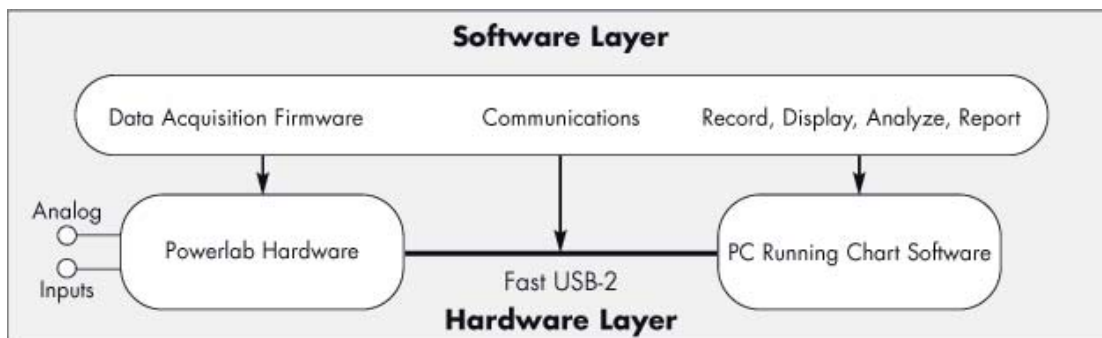 Software Layer
Data Acquisition Firmware
Communications
Record, Display, Analyze, Report
Analog
Inputs
Powerlab Hardware
Fast USB-2
PC Running Chart Software
Hardware Layer